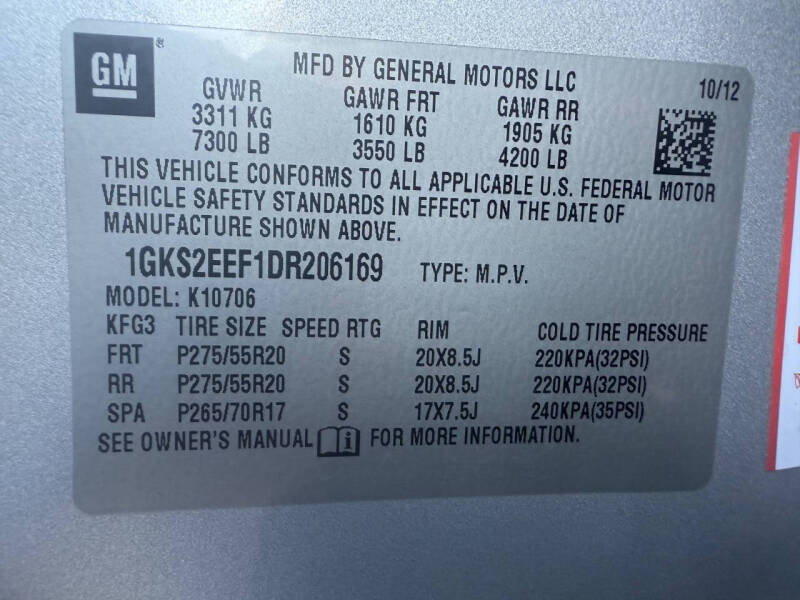 GM ®
MFD BY GENERAL MOTORS LLC 10/12
GVWR GAWR FRT GAWR RR
3311 KG 1610 KG 1905 KG
7300 LB 3550 LB 4200 LB
THIS VEHICLE CONFORMS TO ALL APPLICABLE U.S. FEDERAL MOTOR
VEHICLE SAFETY STANDARDS IN EFFECT ON THE DATE OF
MANUFACTURE SHOWN ABOVE.
1GKS2EEF1DR206169 TYPE: M.P.V.
MODEL: K10706
KFG3 TIRE SIZE SPEED RTG RIM COLD TIRE PRESSURE
FRT P275/55R20 S 20X8.5J 220KPA(32PSI)
RR P275/55R20 S 20X8.5J 220KPA(32PSI)
SPA P265/70R17 S 17X7.5J 240KPA(35PSI)
SEE OWNER'S MANUAL i FOR MORE INFORMATION.